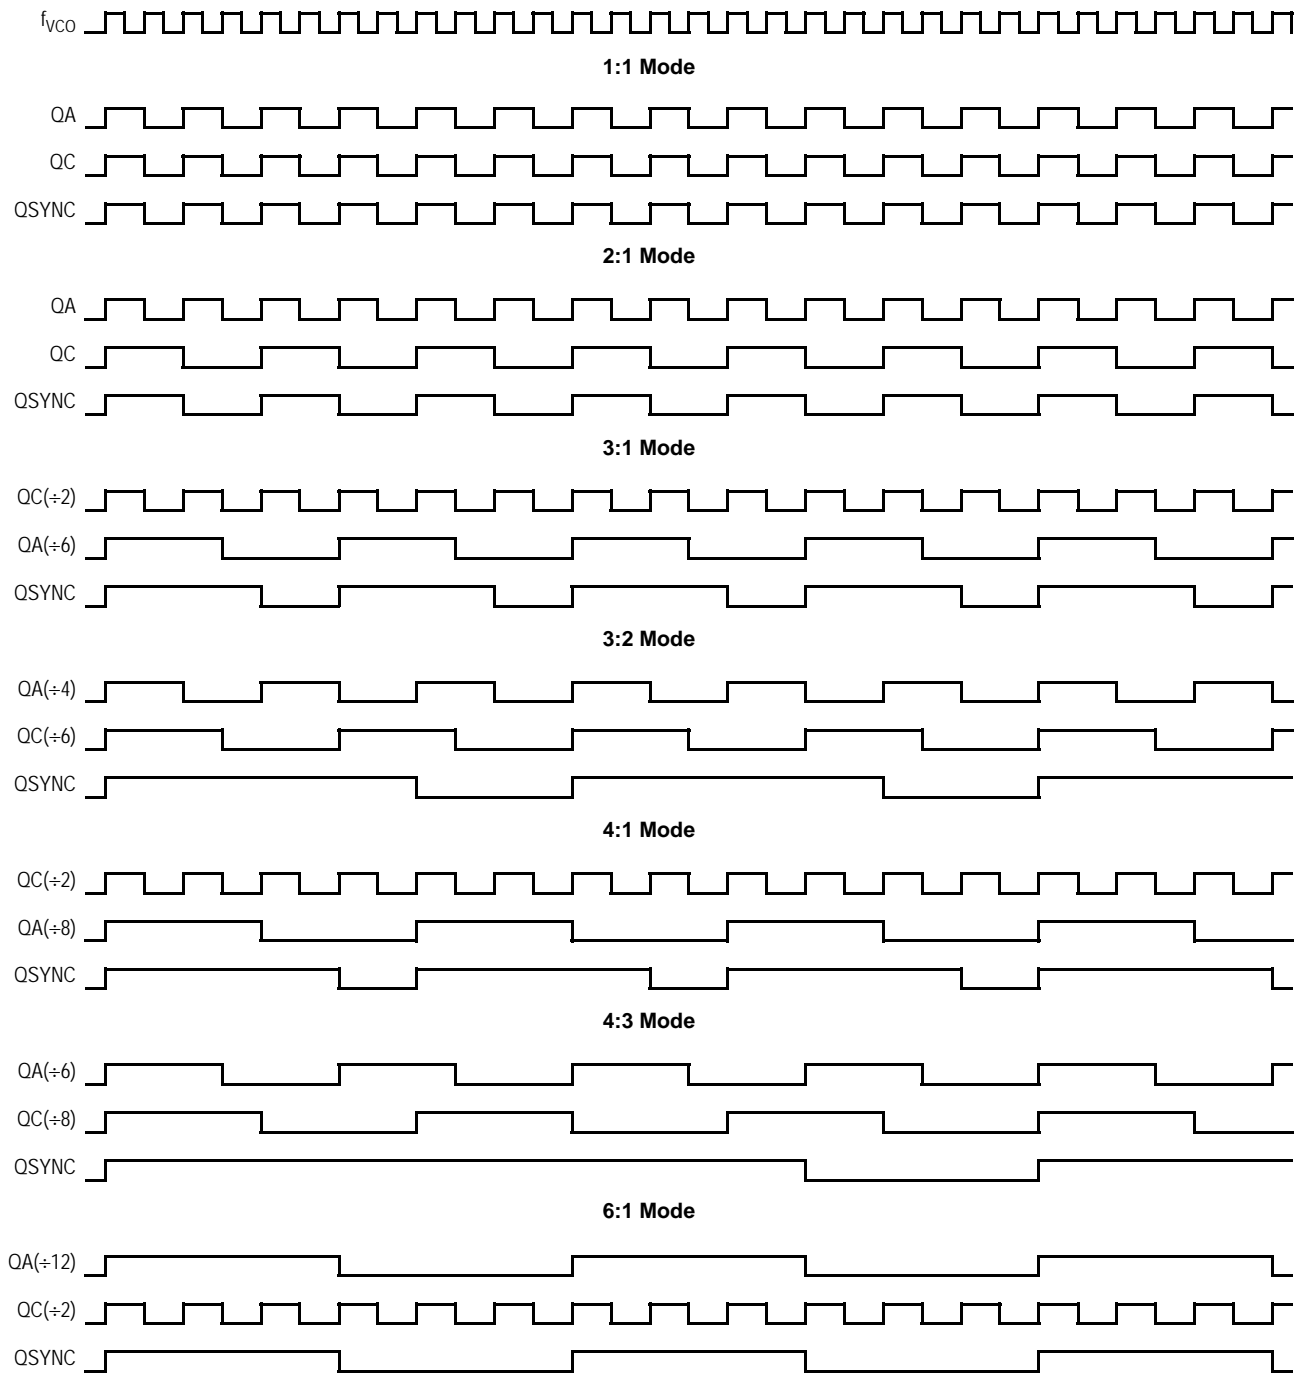 fVCO
1:1 Mode
QA
QC
QSYNC
2:1 Mode
QA
QC
QSYNC
3:1 Mode
QC(÷2)
QA(÷6)
QSYNC
3:2 Mode
QA(÷4)
QC(÷6)
QSYNC
4:1 Mode
QC(÷2)
QA(÷8)
QSYNC
4:3 Mode
QA(÷6)
QC(÷8)
QSYNC
6:1 Mode
QA(÷12)
QC(÷2)
QSYNC